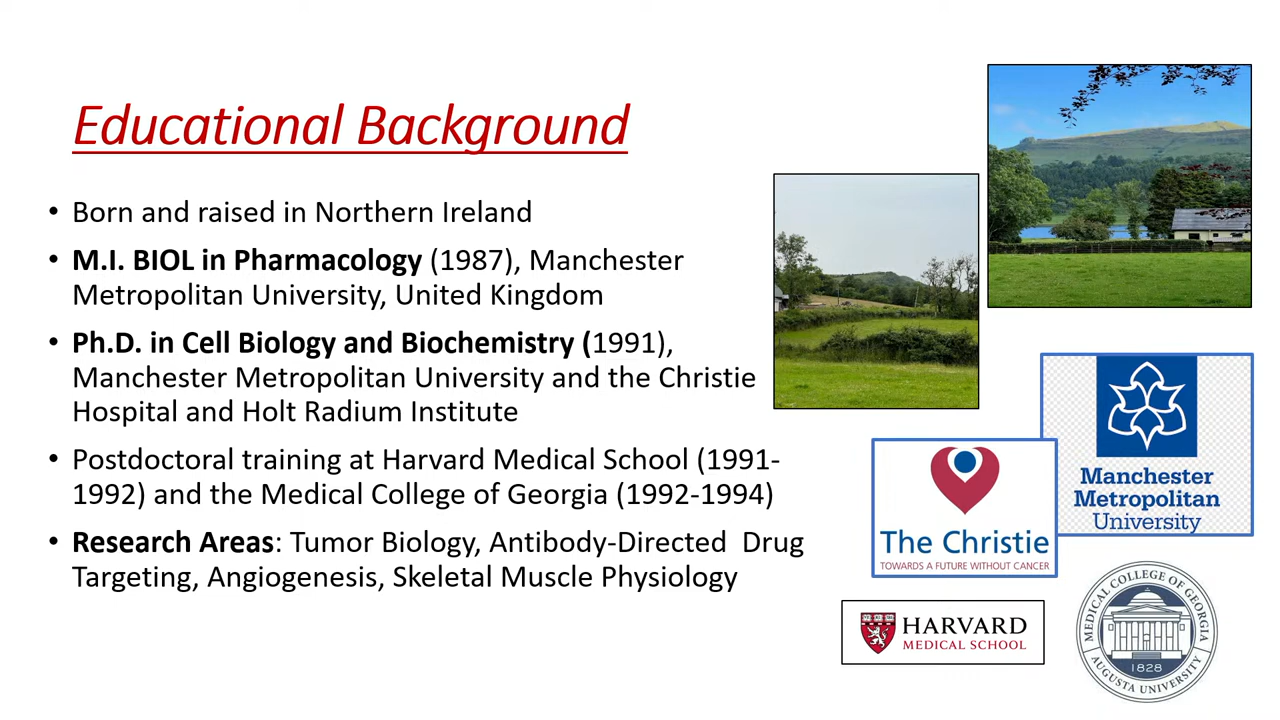 Educational Background
• Born and raised in Northern Ireland
• M.I. BIOL in Pharmacology (1987), Manchester
Metropolitan University, United Kingdom
• Ph.D. in Cell Biology and Biochemistry (1991),
Manchester Metropolitan University and the Christie
Hospital and Holt Radium Institute
• Postdoctoral training at Harvard Medical School (1991-
1992) and the Medical College of Georgia (1992-1994)
• Research Areas: Tumor Biology, Antibody-Directed  Drug
Targeting, Angiogenesis, Skeletal Muscle Physiology
Manchester
Metropolitan
University
The Christie
TOWARDS A FUTURE WITHOUT CANCER
HARVARD
MEDICAL SCHOOL
MEDICAL COLLEGE OF GEORGIA
1828
AUGUSTA UNIVERSITY